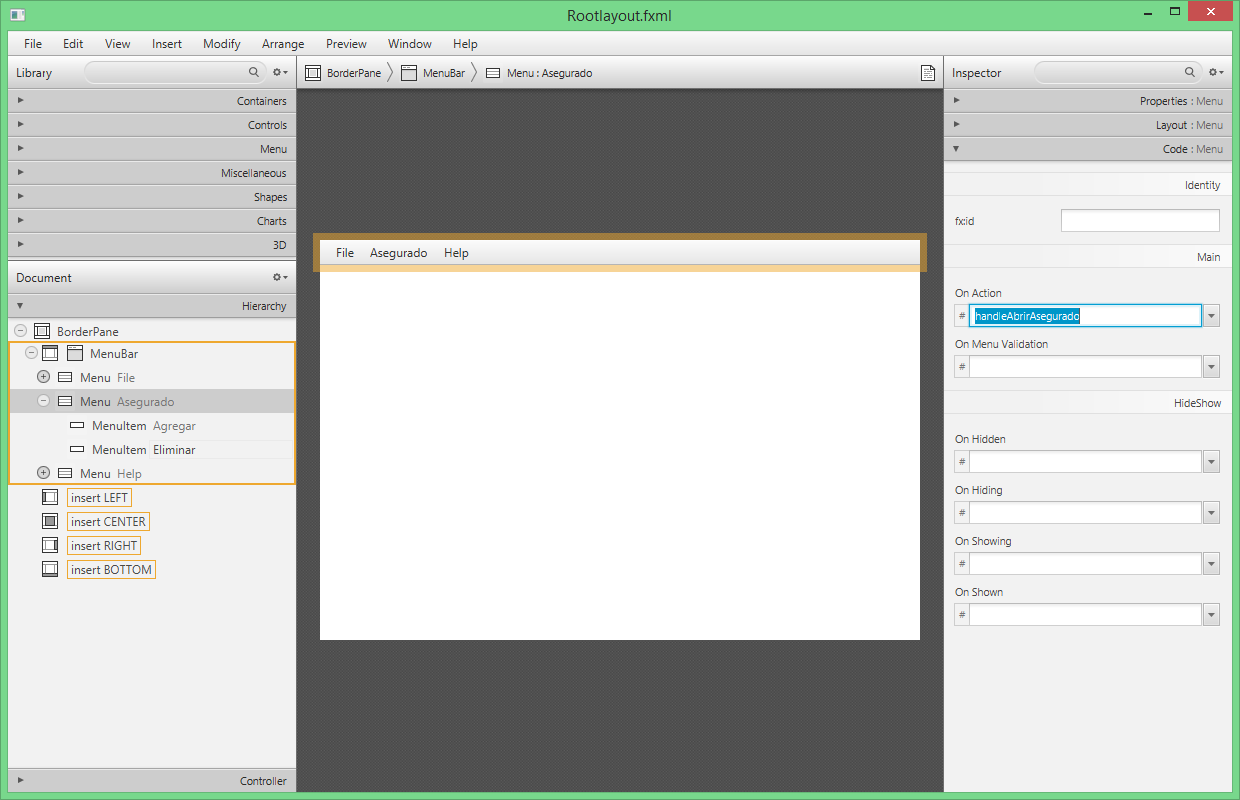 Rootlayout.fxml
File Edit View Insert Modify Arrange Preview Window Help
Library
BorderPane MenuBar Menu : Asegurado
Inspector
Containers
Controls
Menu
Miscellaneous
Shapes
Charts
3D
Document
Hierarchy
BorderPane
MenuBar
Menu File
Menu Asegurado
MenuItem Agregar
MenuItem Eliminar
Menu Help
insert LEFT
insert CENTER
insert RIGHT
insert BOTTOM
Controller
File Asegurado Help
Properties : Menu
Layout : Menu
Code : Menu
Identity
fx:id
Main
On Action
# handleAbrirAsegurado
On Menu Validation
#
HideShow
On Hidden
#
On Hiding
#
On Showing
#
On Shown
#